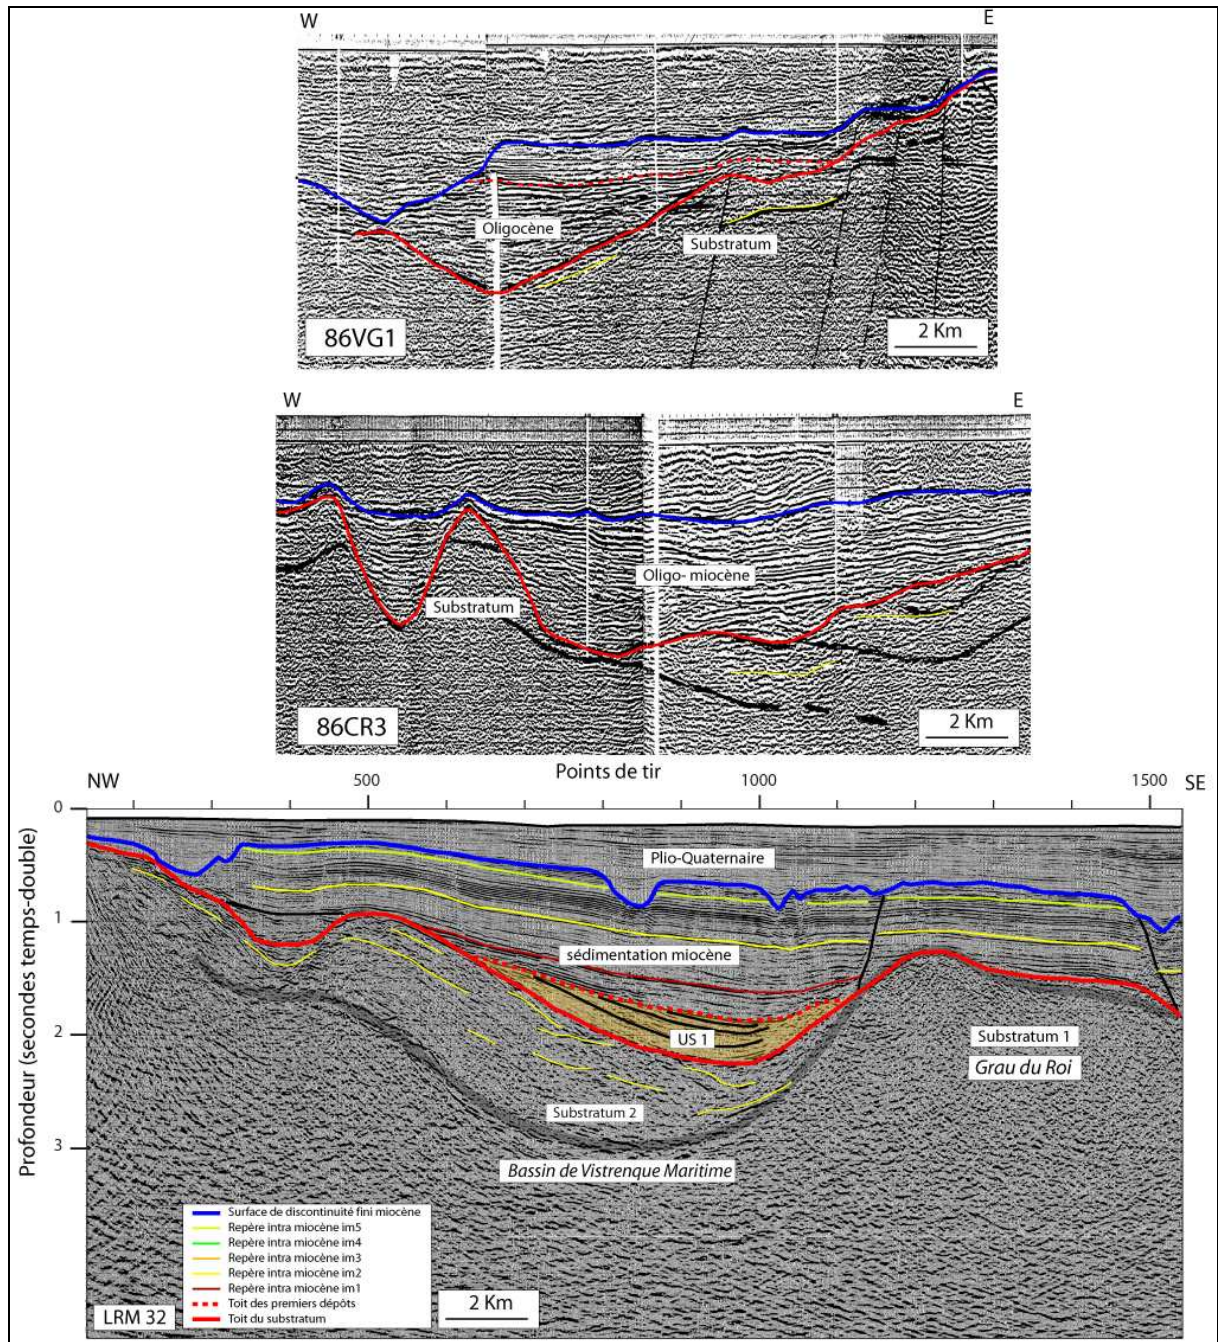 W E
Oligocène
Substratum
86VG1
2 Km
W E
Oligo- miocène
Substratum
86CR3
2 Km
NW 500 Points de tir 1000 1500 SE
0
Plio-Quaternaire
1
sédimentation miocène
2
US 1
Substratum 1
Grau du Roi
Substratum 2
3
Bassin de Vistrenque Maritime
Profondeur (secondes temps-double)
Surface de discontinuité fini miocène
Repère intra miocène im5
Repère intra miocène im4
Repère intra miocène im3
Repère intra miocène im2
Repère intra miocène im1
Toit des premiers dépôts
Toit du substratum
LRM 32
2 Km